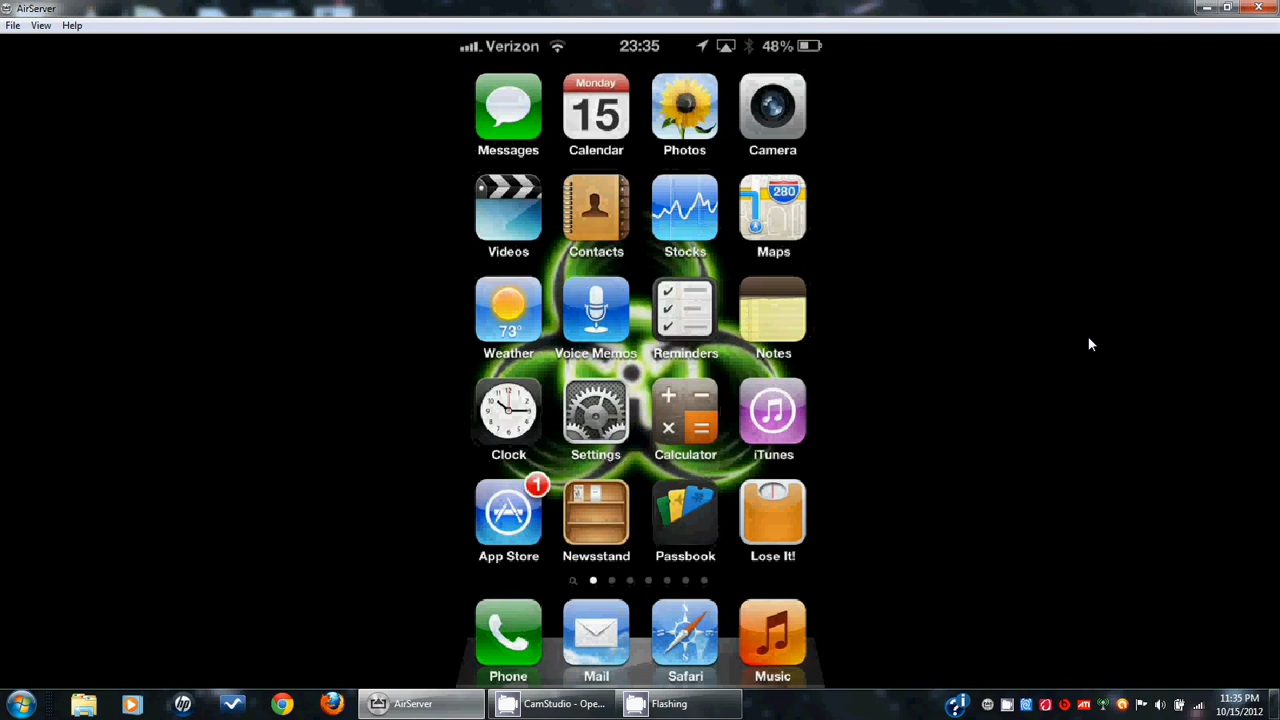 AirServer
File View Help
Verizon 23:35 48%
Monday
15
Messages Calendar Photos Camera
280
Videos Contacts Stocks Maps
73°
Weather Voice Memos Reminders Notes
Clock Settings Calculator iTunes
1
App Store Newsstand Passbook Lose It!
Phone Mail Safari Music
AirServer CamStudio - Ope... Flashing
11:35 PM
10/15/2012